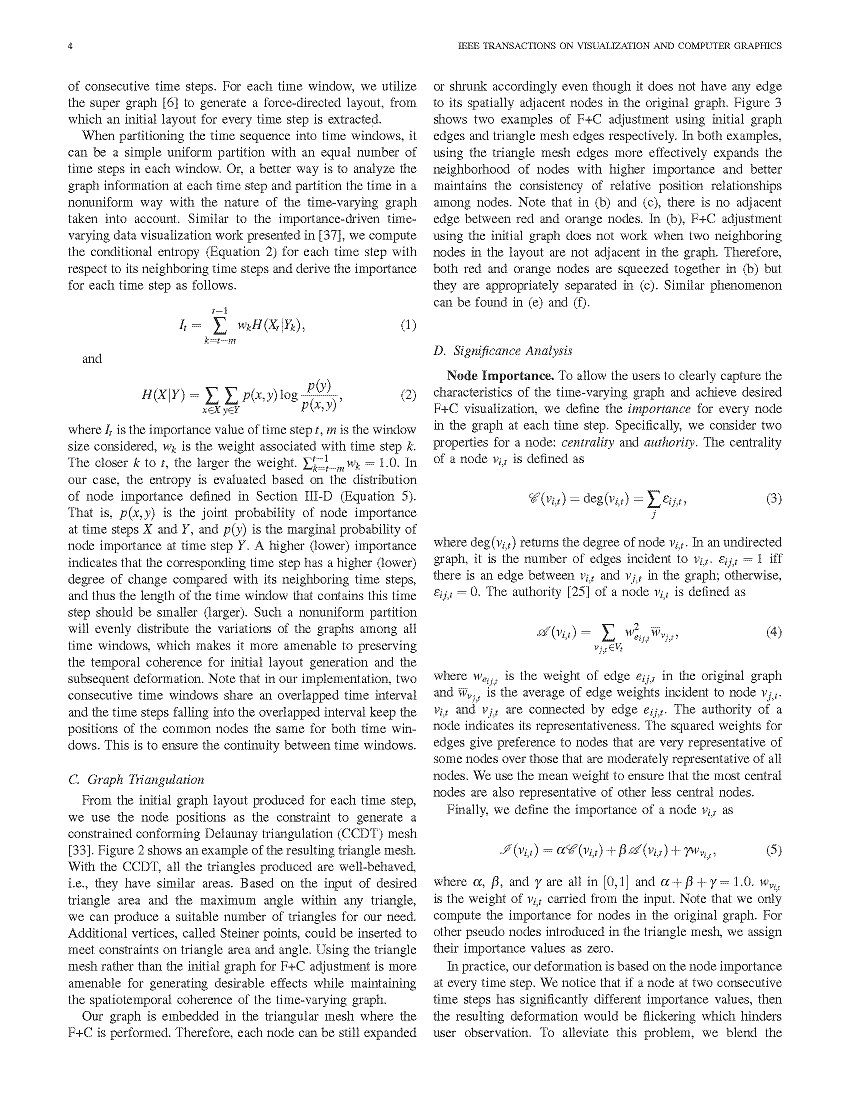 4
IEEE TRANSACTIONS ON VISUALIZATION AND COMPUTER GRAPHICS
of consecutive time steps. For each time window, we utilize
the super graph [6] to generate a force-directed layout, from
which an initial layout for every time step is extracted.
When partitioning the time sequence into time windows, it
can be a simple uniform partition with an equal number of
time steps in each window. Or, a better way is to analyze the
graph information at each time step and partition the time in a
nonuniform way with the nature of the time-varying graph
taken into account. Similar to the importance-driven time-
varying data visualization work presented in [37], we compute
the conditional entropy (Equation 2) for each time step with
respect to its neighboring time steps and derive the importance
for each time step as follows.
I_t = ∑_{k=t−m}^{t−1} w_k H(X_t|Y_k), (1)
and
H(X|Y) = ∑_{x∈X} ∑_{y∈Y} p(x,y) log p(y)/p(x,y), (2)
where I_t is the importance value of time step t, m is the window
size considered, w_k is the weight associated with time step k.
The closer k to t, the larger the weight. ∑_{k=t−m}^{t−1} w_k = 1.0. In
our case, the entropy is evaluated based on the distribution
of node importance defined in Section III-D (Equation 5).
That is, p(x,y) is the joint probability of node importance
at time steps X and Y, and p(y) is the marginal probability of
node importance at time step Y. A higher (lower) importance
indicates that the corresponding time step has a higher (lower)
degree of change compared with its neighboring time steps,
and thus the length of the time window that contains this time
step should be smaller (larger). Such a nonuniform partition
will evenly distribute the variations of the graphs among all
time windows, which makes it more amenable to preserving
the temporal coherence for initial layout generation and the
subsequent deformation. Note that in our implementation, two
consecutive time windows share an overlapped time interval
and the time steps falling into the overlapped interval keep the
positions of the common nodes the same for both time win-
dows. This is to ensure the continuity between time windows.
C. Graph Triangulation
From the initial graph layout produced for each time step,
we use the node positions as the constraint to generate a
constrained conforming Delaunay triangulation (CCDT) mesh
[33]. Figure 2 shows an example of the resulting triangle mesh.
With the CCDT, all the triangles produced are well-behaved,
i.e., they have similar areas. Based on the input of desired
triangle area and the maximum angle within any triangle,
we can produce a suitable number of triangles for our need.
Additional vertices, called Steiner points, could be inserted to
meet constraints on triangle area and angle. Using the triangle
mesh rather than the initial graph for F+C adjustment is more
amenable for generating desirable effects while maintaining
the spatiotemporal coherence of the time-varying graph.
Our graph is embedded in the triangular mesh where the
F+C is performed. Therefore, each node can be still expanded
or shrunk accordingly even though it does not have any edge
to its spatially adjacent nodes in the original graph. Figure 3
shows two examples of F+C adjustment using initial graph
edges and triangle mesh edges respectively. In both examples,
using the triangle mesh edges more effectively expands the
neighborhood of nodes with higher importance and better
maintains the consistency of relative position relationships
among nodes. Note that in (b) and (c), there is no adjacent
edge between red and orange nodes. In (b), F+C adjustment
using the initial graph does not work when two neighboring
nodes in the layout are not adjacent in the graph. Therefore,
both red and orange nodes are squeezed together in (b) but
they are appropriately separated in (c). Similar phenomenon
can be found in (e) and (f).
D. Significance Analysis
Node Importance. To allow the users to clearly capture the
characteristics of the time-varying graph and achieve desired
F+C visualization, we define the importance for every node
in the graph at each time step. Specifically, we consider two
properties for a node: centrality and authority. The centrality
of a node v_{i,t} is defined as
𝒞(v_{i,t}) = deg(v_{i,t}) = ∑_j ε_{ij,t}, (3)
where deg(v_{i,t}) returns the degree of node v_{i,t}. In an undirected
graph, it is the number of edges incident to v_{i,t}. ε_{ij,t} = 1 iff
there is an edge between v_{i,t} and v_{j,t} in the graph; otherwise,
ε_{ij,t} = 0. The authority [25] of a node v_{i,t} is defined as
𝒜(v_{i,t}) = ∑_{v_{j,t}∈V_t} w²_{e_{ij,t}} w̅_{v_{j,t}}, (4)
where w_{e_{ij,t}} is the weight of edge e_{ij,t} in the original graph
and w̅_{v_{j,t}} is the average of edge weights incident to node v_{j,t}.
v_{i,t} and v_{j,t} are connected by edge e_{ij,t}. The authority of a
node indicates its representativeness. The squared weights for
edges give preference to nodes that are very representative of
some nodes over those that are moderately representative of all
nodes. We use the mean weight to ensure that the most central
nodes are also representative of other less central nodes.
Finally, we define the importance of a node v_{i,t} as
ℐ(v_{i,t}) = α𝒞(v_{i,t}) + β𝒜(v_{i,t}) + γw_{v_{i,t}}, (5)
where α, β, and γ are all in [0,1] and α + β + γ = 1.0. w_{v_{i,t}}
is the weight of v_{i,t} carried from the input. Note that we only
compute the importance for nodes in the original graph. For
other pseudo nodes introduced in the triangle mesh, we assign
their importance values as zero.
In practice, our deformation is based on the node importance
at every time step. We notice that if a node at two consecutive
time steps has significantly different importance values, then
the resulting deformation would be flickering which hinders
user observation. To alleviate this problem, we blend the